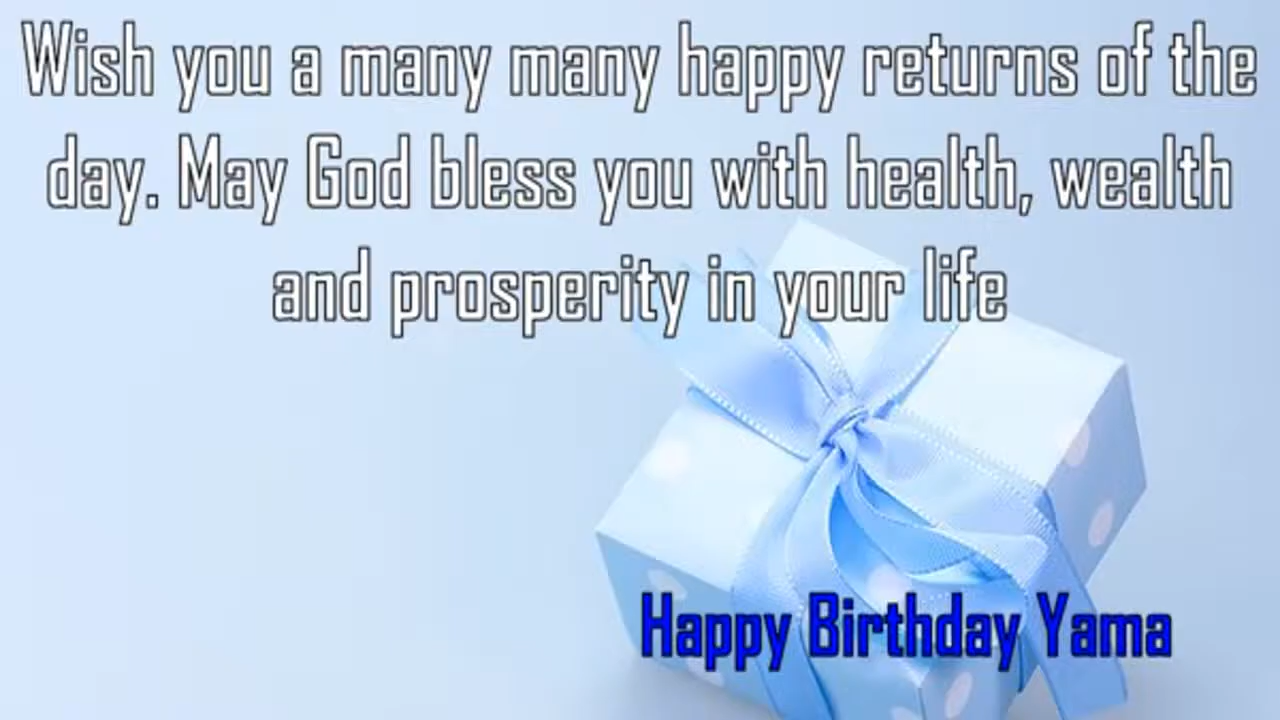 Wish you a many many happy returns of the
day. May God bless you with health, wealth
and prosperity in your life
Happy Birthday Yama